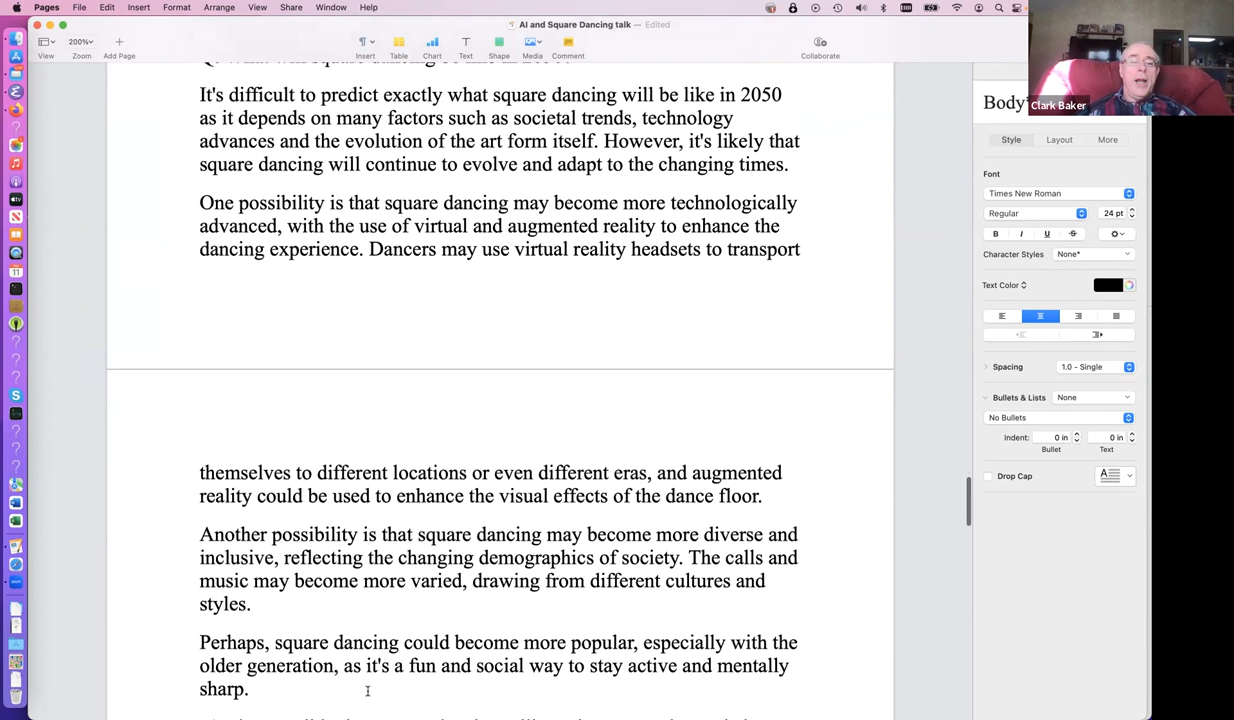 Pages File Edit Insert Format Arrange View Share Window Help
AI and Square Dancing talk — Edited
200%
View Zoom Add Page Insert Table Chart Text Shape Media Comment Collaborate
It's difficult to predict exactly what square dancing will be like in 2050
as it depends on many factors such as societal trends, technology
advances and the evolution of the art form itself. However, it's likely that
square dancing will continue to evolve and adapt to the changing times.
One possibility is that square dancing may become more technologically
advanced, with the use of virtual and augmented reality to enhance the
dancing experience. Dancers may use virtual reality headsets to transport
themselves to different locations or even different eras, and augmented
reality could be used to enhance the visual effects of the dance floor.
Another possibility is that square dancing may become more diverse and
inclusive, reflecting the changing demographics of society. The calls and
music may become more varied, drawing from different cultures and
styles.
Perhaps, square dancing could become more popular, especially with the
older generation, as it's a fun and social way to stay active and mentally
sharp.
Clark Baker
Body
Style Layout More
Font
Times New Roman
Regular 24 pt
B I U S
Character Styles None*
Text Color
Spacing 1.0 - Single
Bullets & Lists None
No Bullets
Indent: 0 in 0 in
Bullet Text
Drop Cap